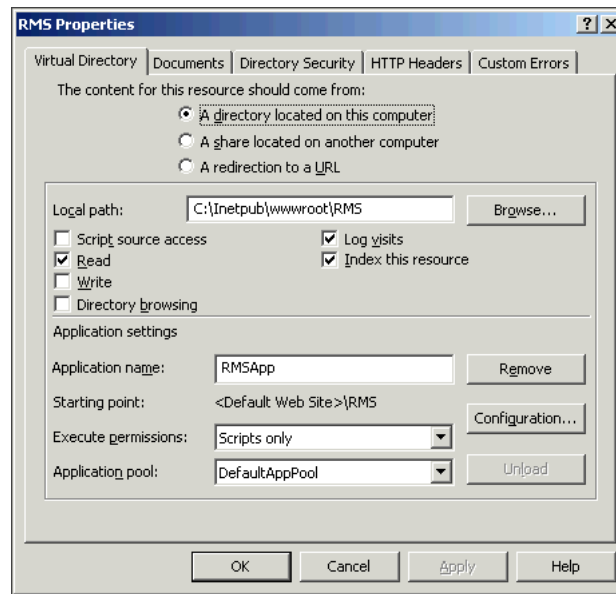 RMS Properties
Virtual Directory Documents Directory Security HTTP Headers Custom Errors
The content for this resource should come from:
A directory located on this computer
A share located on another computer
A redirection to a URL
Local path: C:\Inetpub\wwwroot\RMS Browse...
Script source access Log visits
Read Index this resource
Write
Directory browsing
Application settings
Application name: RMSApp Remove
Starting point: <Default Web Site>\RMS
Configuration...
Execute permissions: Scripts only
Application pool: DefaultAppPool Unload
OK Cancel Apply Help